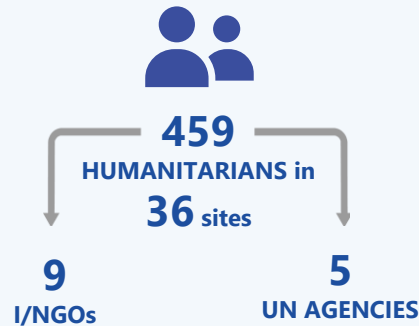 459
HUMANITARIANS in
36 sites
9
I/NGOs
5
UN AGENCIES